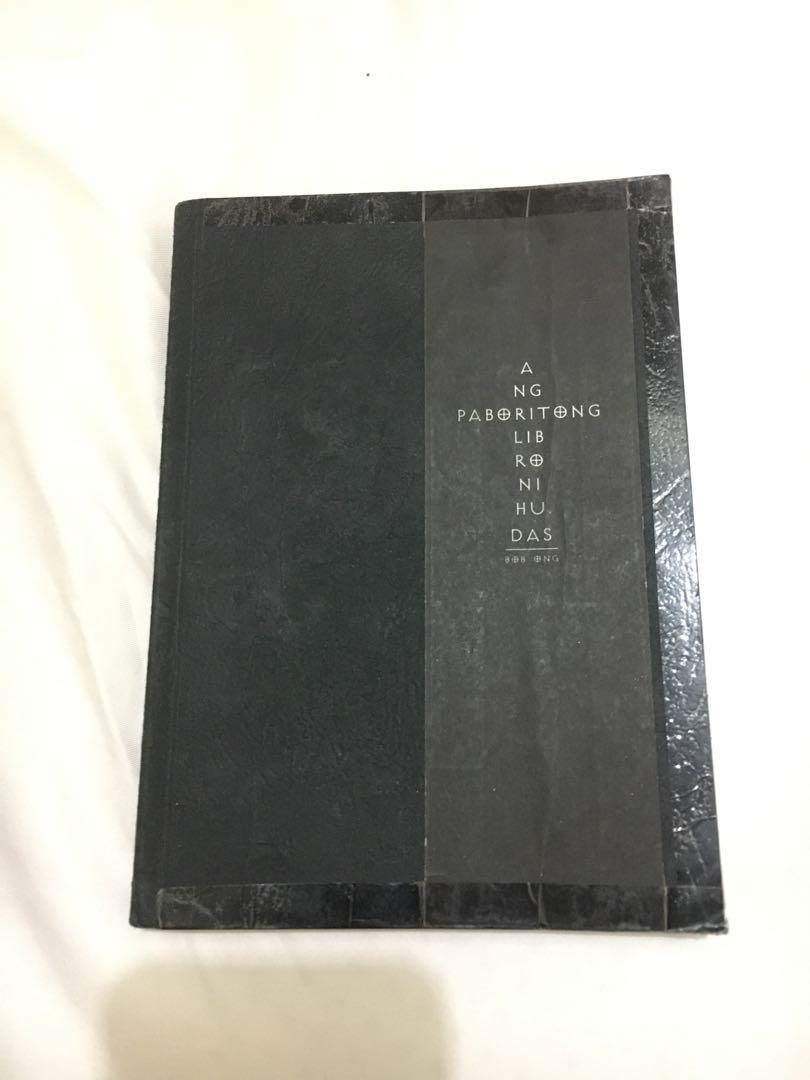 A
NG
PABORITONG
LIB
RO
NI
HU
DAS
BOB ONG